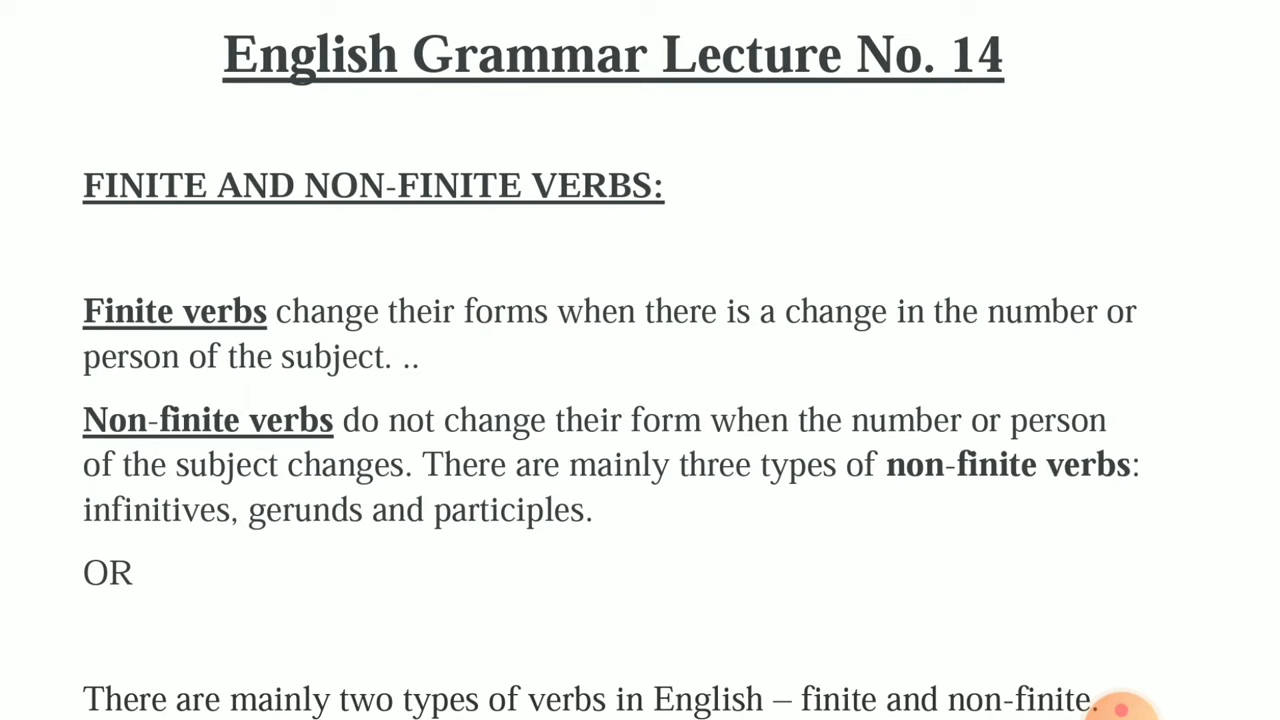 English Grammar Lecture No. 14
FINITE AND NON-FINITE VERBS:
Finite verbs change their forms when there is a change in the number or
person of the subject. ..
Non-finite verbs do not change their form when the number or person
of the subject changes. There are mainly three types of non-finite verbs:
infinitives, gerunds and participles.
OR
There are mainly two types of verbs in English – finite and non-finite.